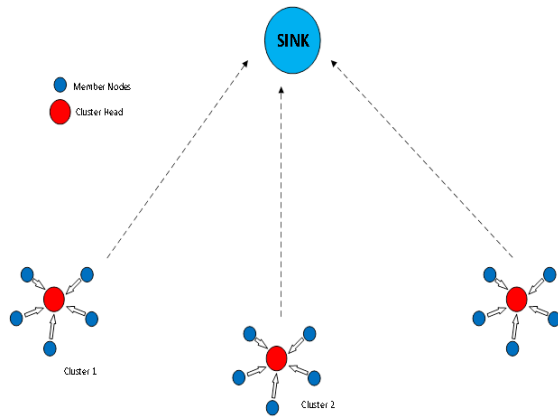 SINK
Member Nodes
Cluster Head
Cluster 1
Cluster 2